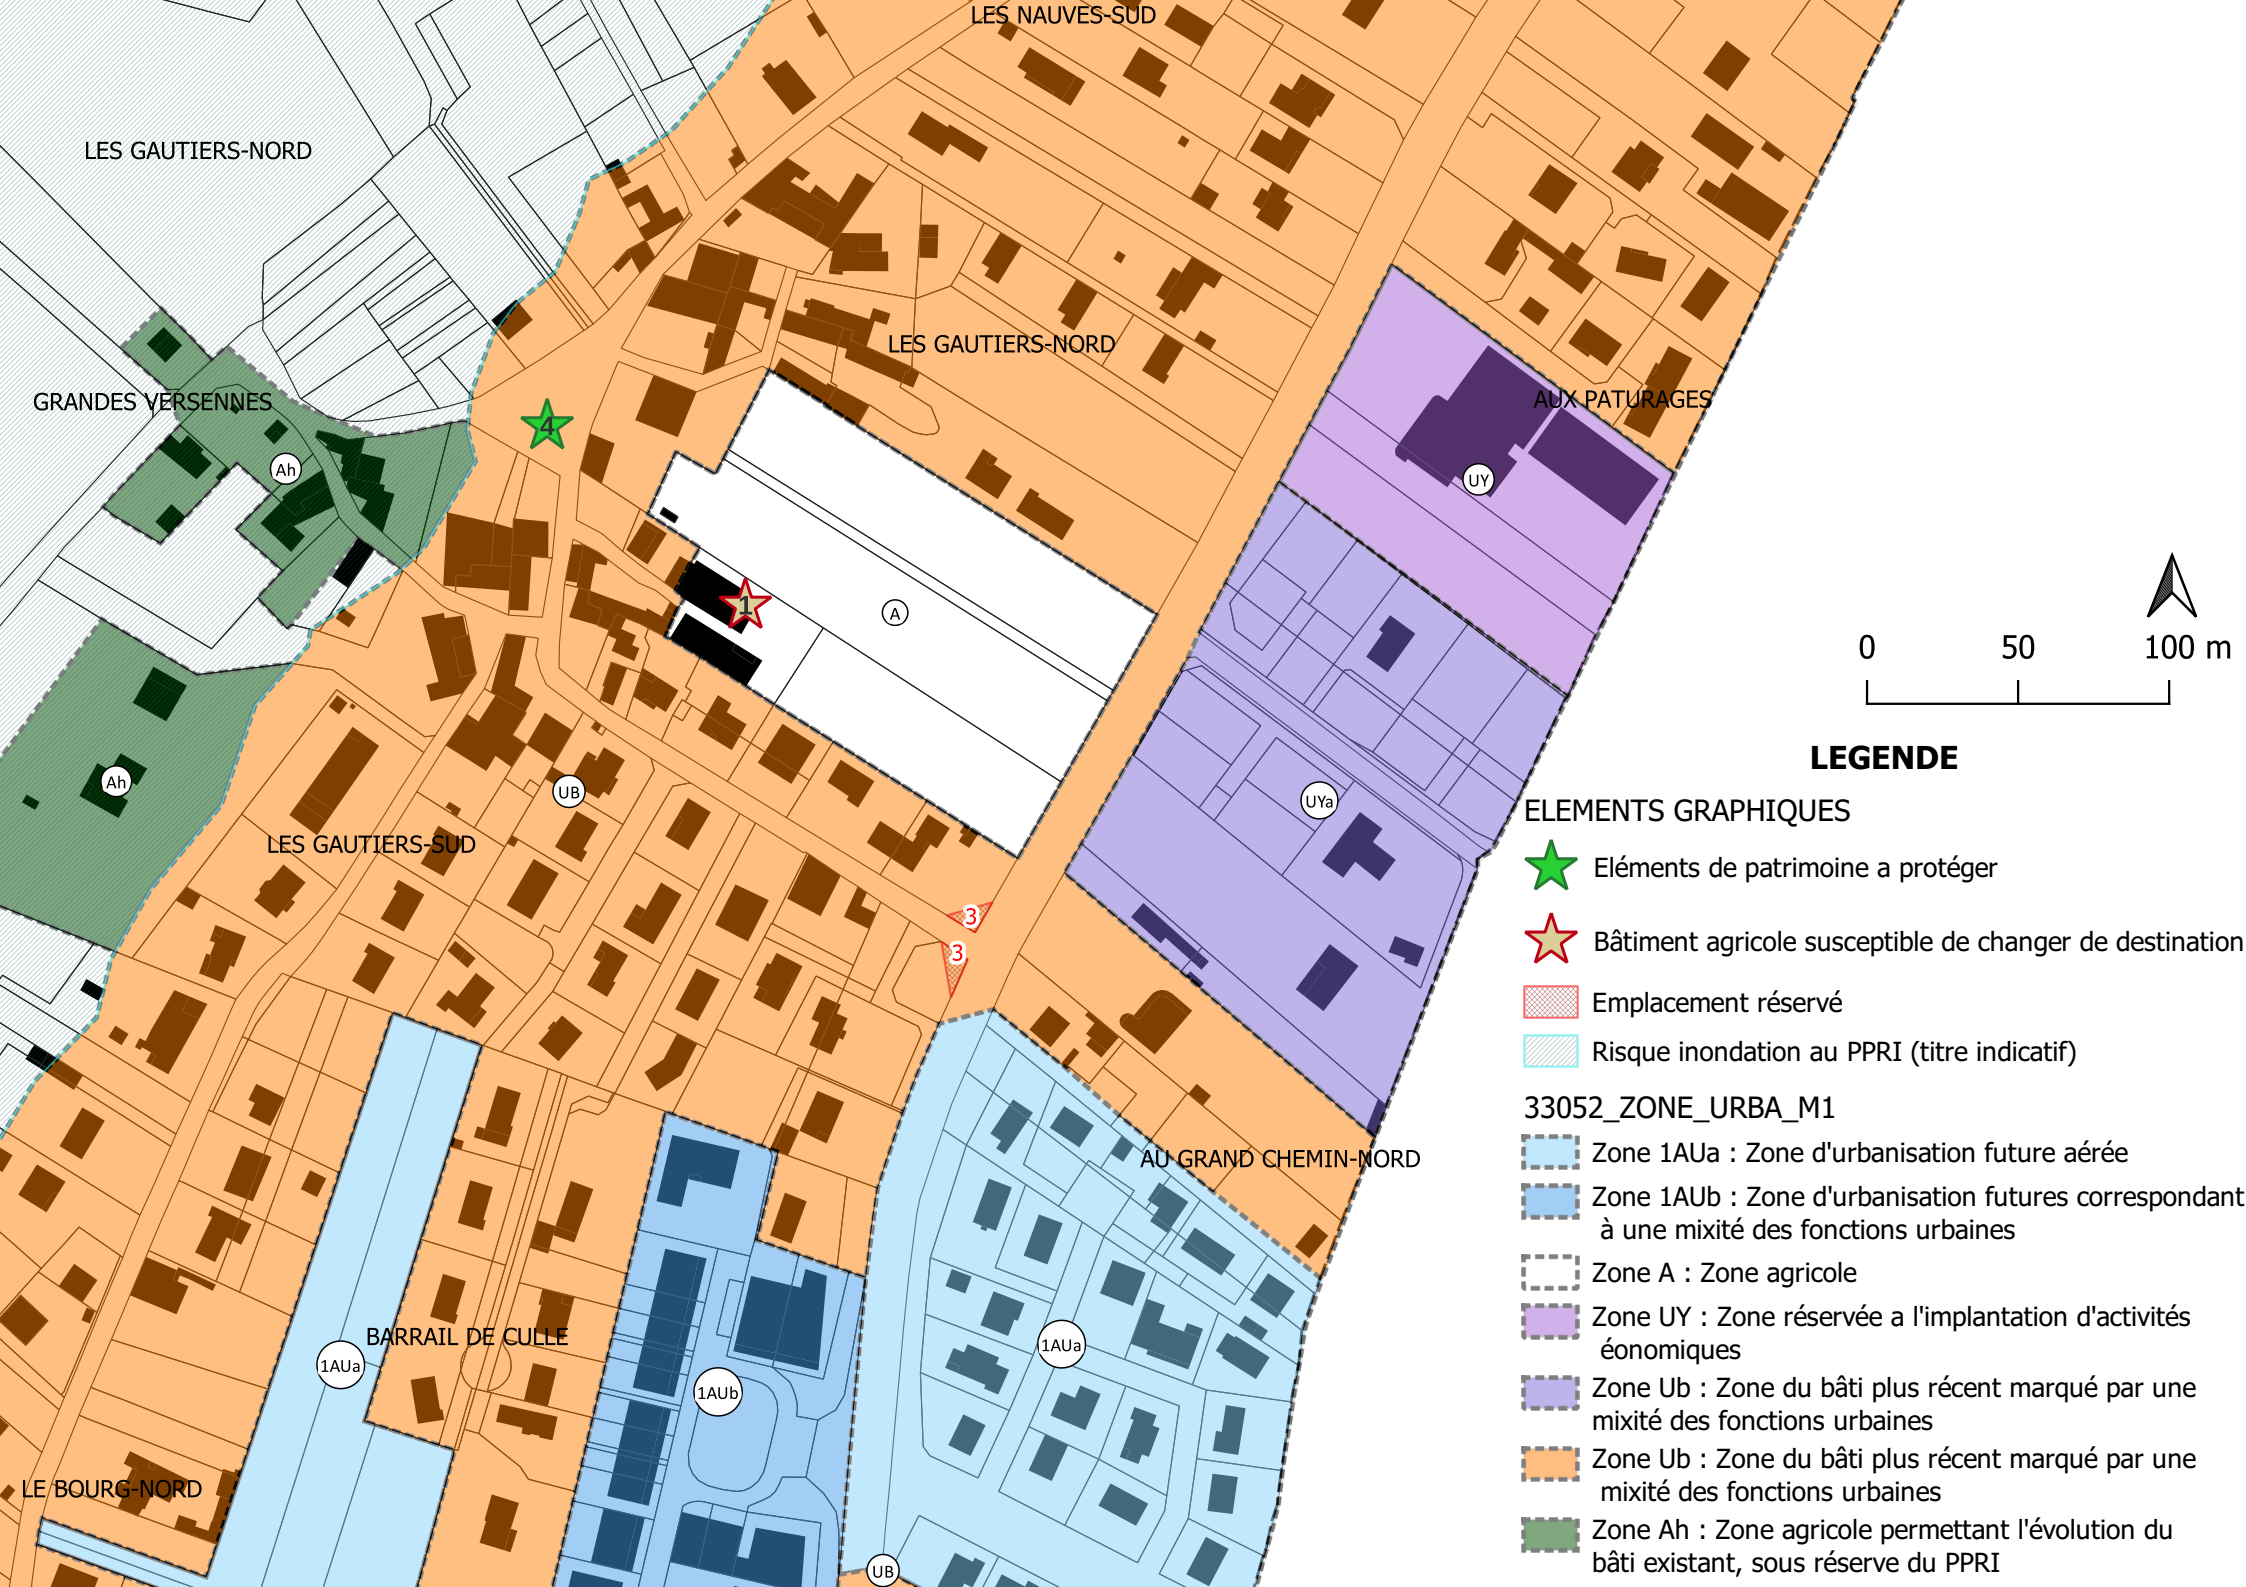 LES NAUVES-SUD
LES GAUTIERS-NORD
LES GAUTIERS-NORD
GRANDES VERSENNES
AUX PATURAGES
4
Ah
UY
1
A
Ah
UB
UYa
LES GAUTIERS-SUD
3
3
AU GRAND CHEMIN-NORD
BARRAIL DE CULLE
1AUa
1AUa
1AUb
LE BOURG-NORD
UB
0 50 100 m
LEGENDE
ELEMENTS GRAPHIQUES
Eléments de patrimoine a protéger
Bâtiment agricole susceptible de changer de destination
Emplacement réservé
Risque inondation au PPRI (titre indicatif)
33052_ZONE_URBA_M1
Zone 1AUa : Zone d'urbanisation future aérée
Zone 1AUb : Zone d'urbanisation futures correspondant
à une mixité des fonctions urbaines
Zone A : Zone agricole
Zone UY : Zone réservée a l'implantation d'activités
éonomiques
Zone Ub : Zone du bâti plus récent marqué par une
mixité des fonctions urbaines
Zone Ub : Zone du bâti plus récent marqué par une
mixité des fonctions urbaines
Zone Ah : Zone agricole permettant l'évolution du
bâti existant, sous réserve du PPRI